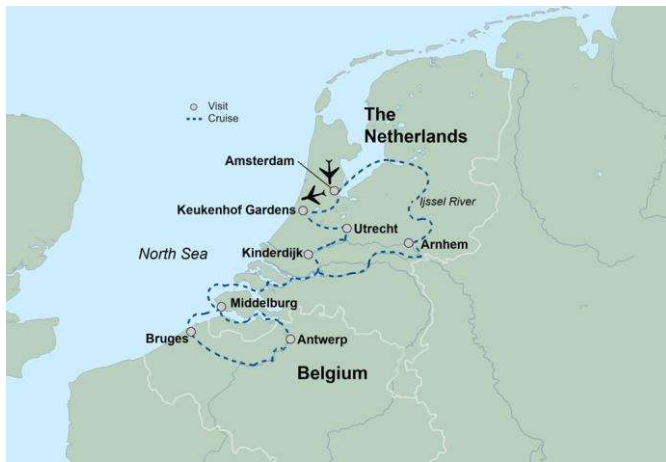 Visit
Cruise
The
Netherlands
Amsterdam
Keukenhof Gardens
Ijssel River
Utrecht
Arnhem
North Sea
Kinderdijk
Middelburg
Bruges
Antwerp
Belgium